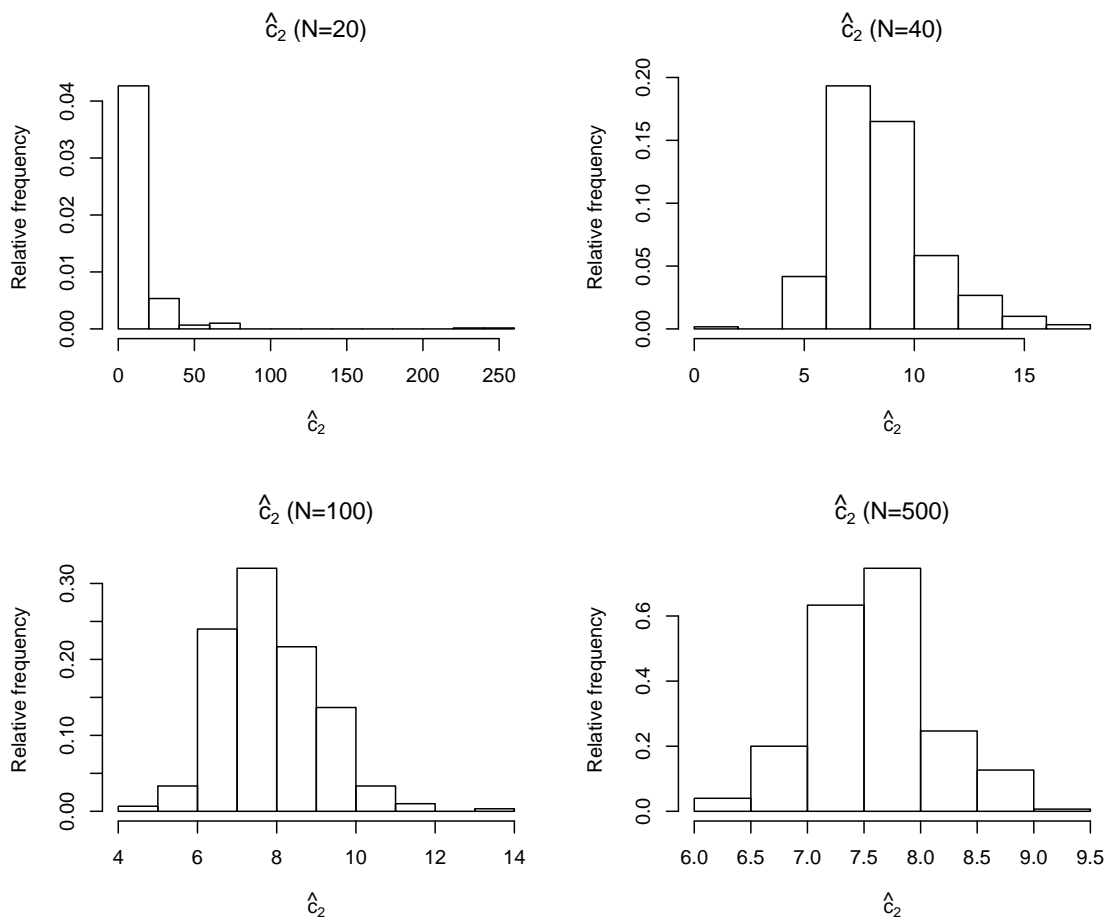 ĉ₂ (N=20)
Relative frequency
0.00 0.01 0.02 0.03 0.04
0 50 100 150 200 250
ĉ₂
ĉ₂ (N=40)
Relative frequency
0.00 0.05 0.10 0.15 0.20
0 5 10 15
ĉ₂
ĉ₂ (N=100)
Relative frequency
0.00 0.10 0.20 0.30
4 6 8 10 12 14
ĉ₂
ĉ₂ (N=500)
Relative frequency
0.0 0.2 0.4 0.6
6.0 6.5 7.0 7.5 8.0 8.5 9.0 9.5
ĉ₂